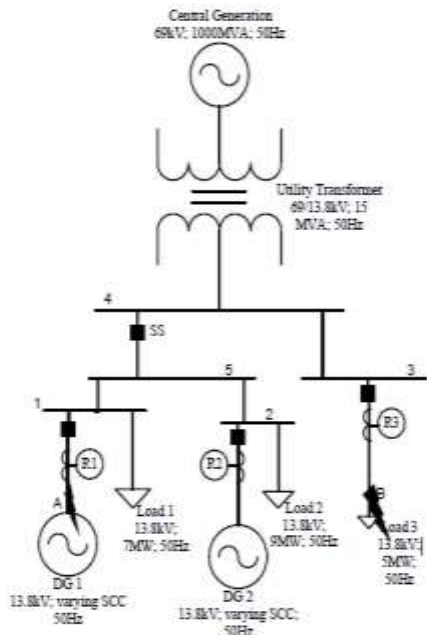 Central Generation
69kV; 1000MVA; 50Hz
Utility Transformer
69/13.8kV; 15
MVA; 50Hz
4
SS
5
3
1
2
R1
R2
R3
A
B
Load 1
13.8kV;
7MW; 50Hz
Load 2
13.8kV;
9MW; 50Hz
Load 3
13.8kV;
5MW;
50Hz
DG 1
13.8kV; varying SCC
50Hz
DG 2
13.8kV; varying SCC;
50Hz